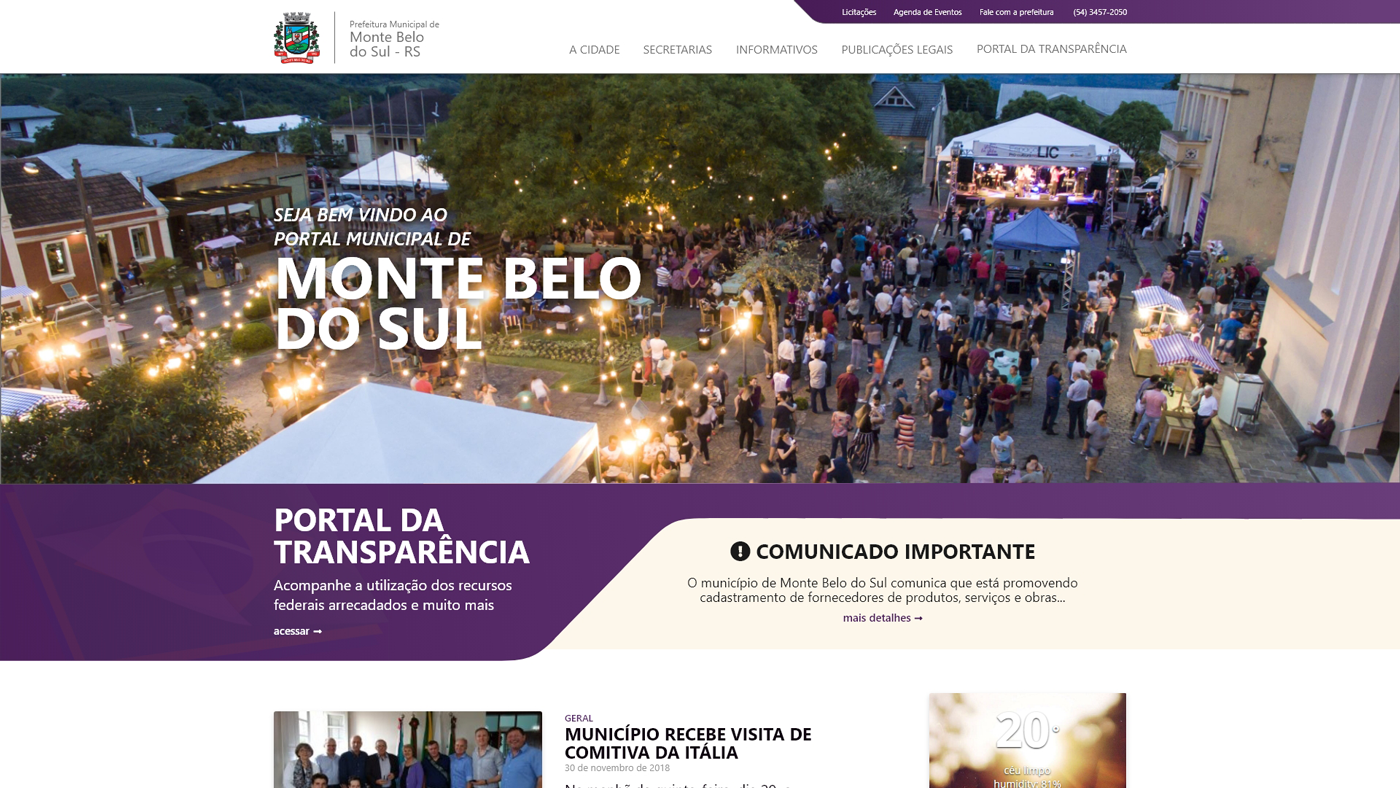 Licitações
Agenda de Eventos
Fale com a prefeitura
(54) 3457-2050
Prefeitura Municipal de
Monte Belo
do Sul - RS
A CIDADE
SECRETARIAS
INFORMATIVOS
PUBLICAÇÕES LEGAIS
PORTAL DA TRANSPARÊNCIA
LIC
SEJA BEM VINDO AO
PORTAL MUNICIPAL DE
MONTE BELO
DO SUL
PORTAL DA
TRANSPARÊNCIA
Acompanhe a utilização dos recursos
federais arrecadados e muito mais
acessar ➞
COMUNICADO IMPORTANTE
O município de Monte Belo do Sul comunica que está promovendo
cadastramento de fornecedores de produtos, serviços e obras...
mais detalhes ➞
GERAL
MUNICÍPIO RECEBE VISITA DE
COMITIVA DA ITÁLIA
30 de novembro de 2018
20°
céu limpo
humidity: 81%